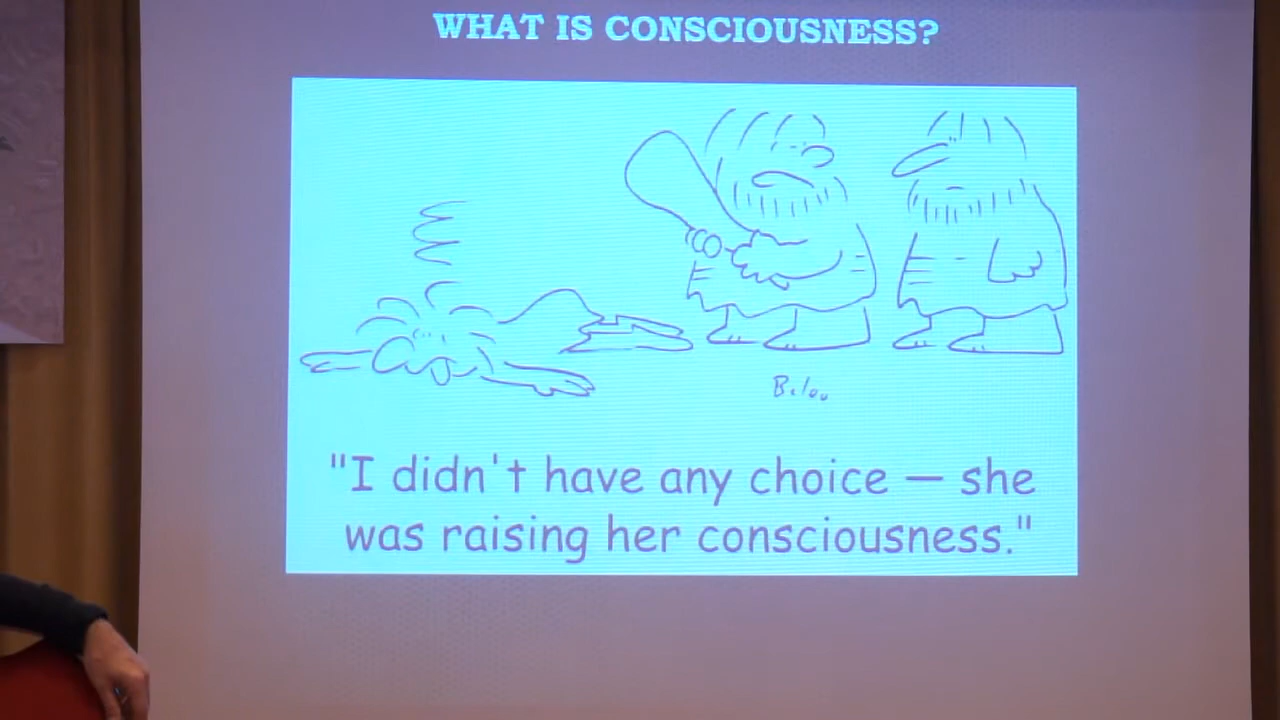 WHAT IS CONSCIOUSNESS?
"I didn't have any choice — she
was raising her consciousness."